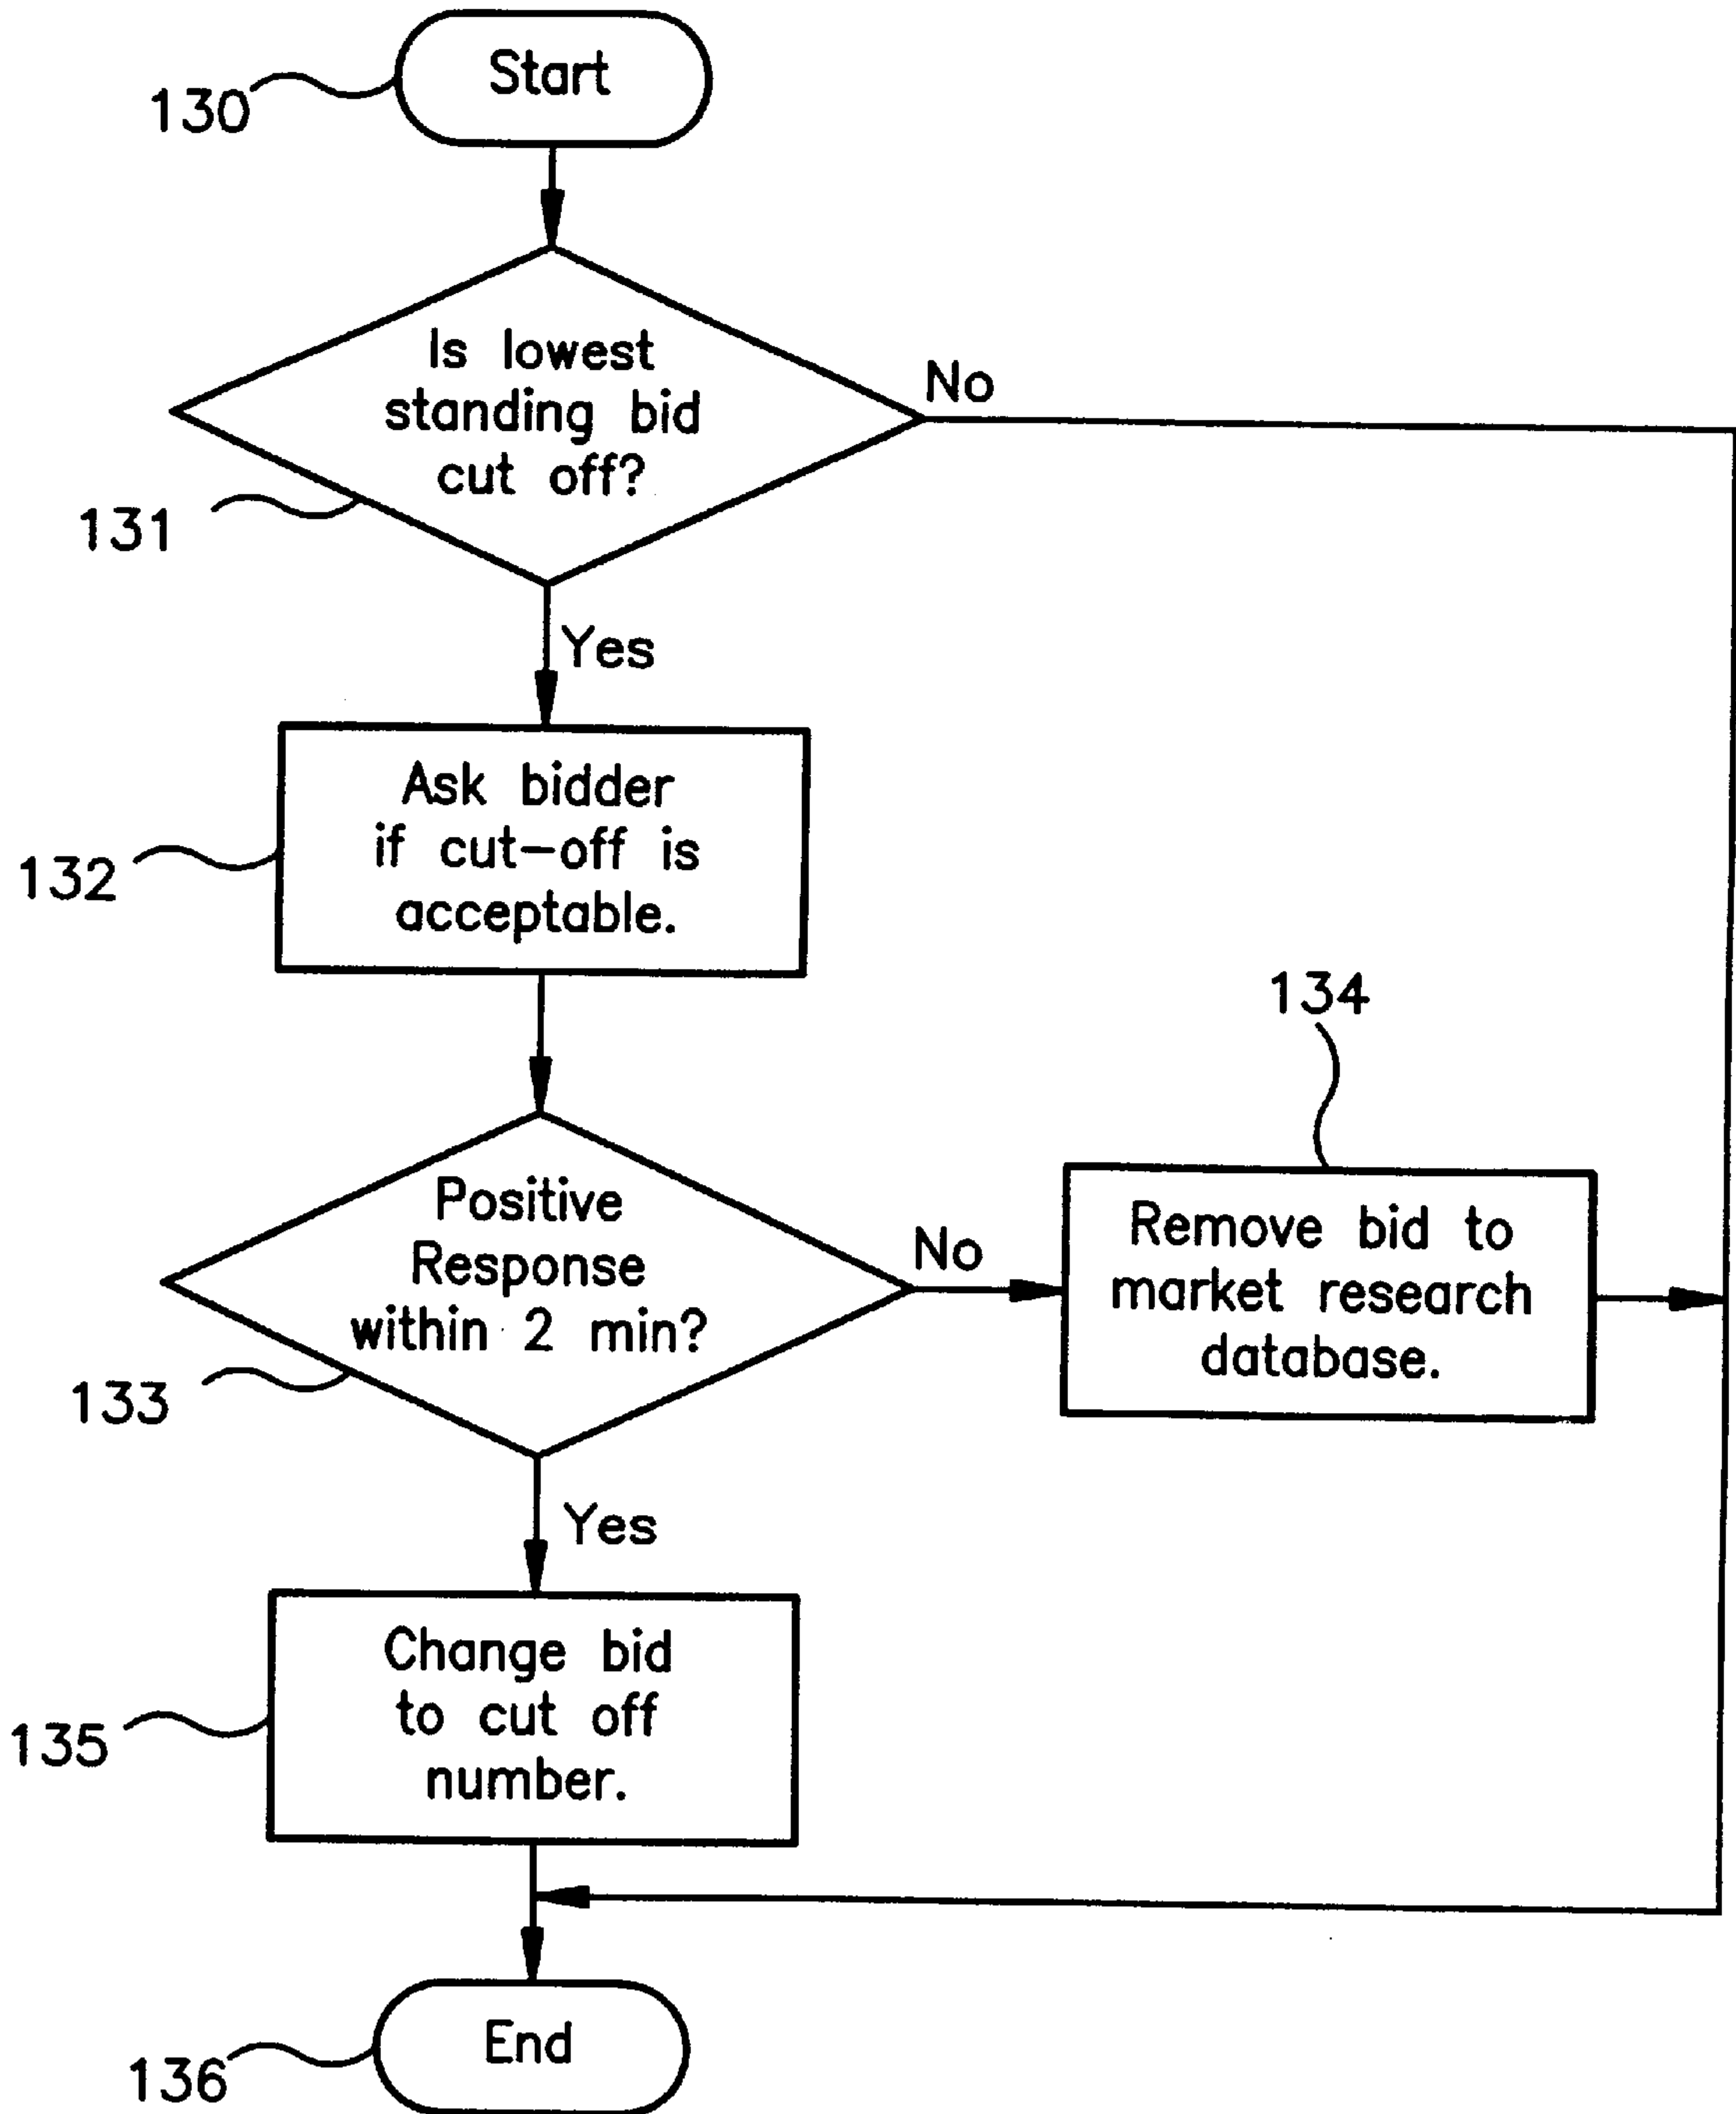 Start
130
Is lowest
standing bid
cut off?
No
131
Yes
Ask bidder
if cut-off is
acceptable.
132
134
Positive
Response
within 2 min?
No
Remove bid to
market research
database.
133
Yes
Change bid
to cut off
number.
135
End
136